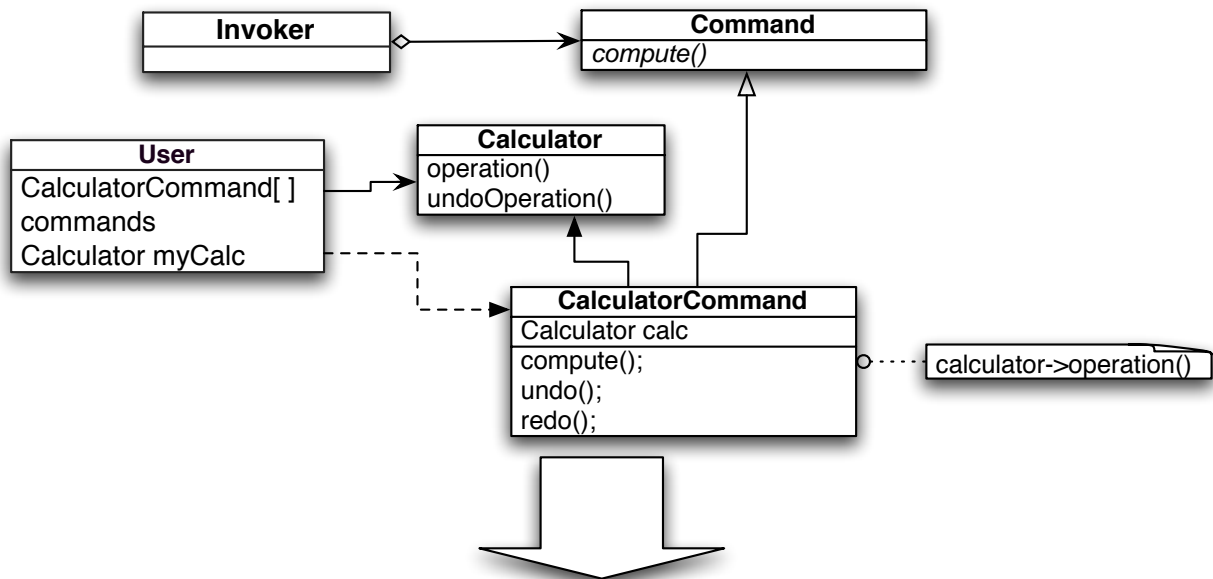 Invoker
Command
compute()
Calculator
operation()
undoOperation()
User
CalculatorCommand[ ]
commands
Calculator myCalc
CalculatorCommand
Calculator calc
compute();
undo();
redo();
calculator->operation()